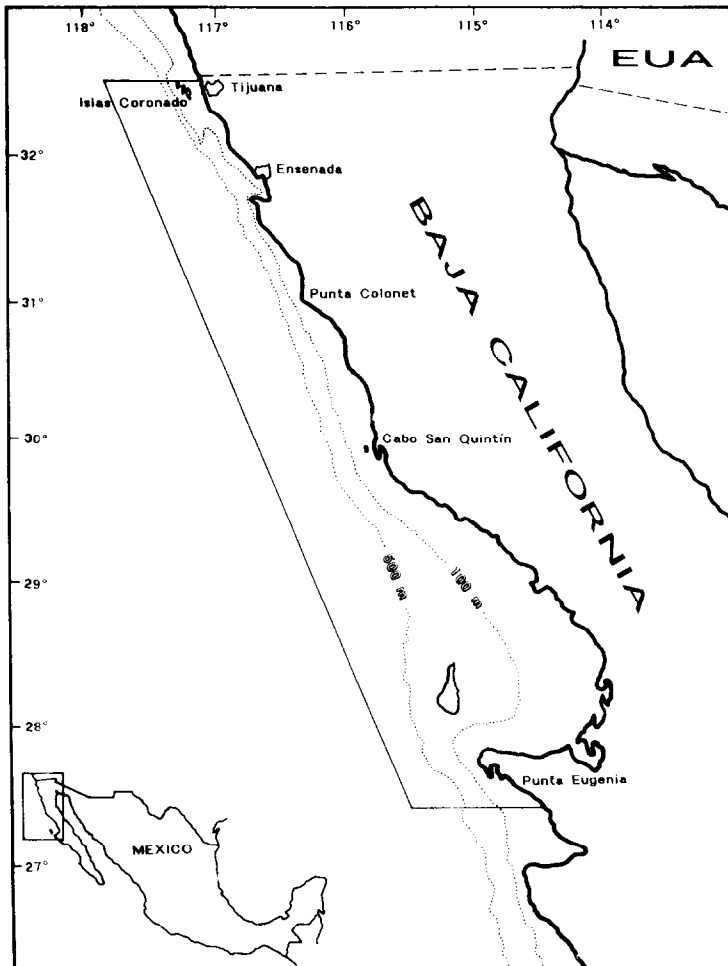 118° 117° 116° 115° 114°
EUA
Tijuana
Islas Coronado
32°
Ensenada
BAJA CALIFORNIA
31°
Punta Colonet
30°
Cabo San Quintín
29°
500 m
100 m
28°
Punta Eugenia
MEXICO
27°